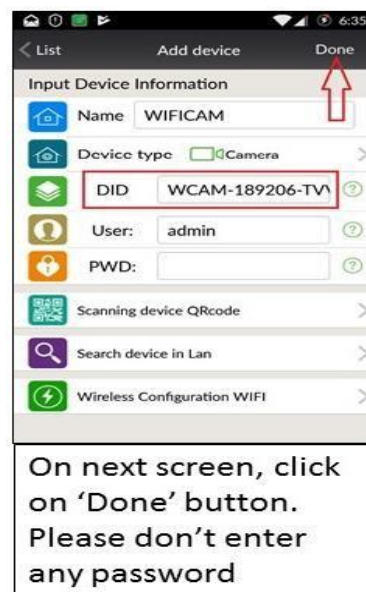 6:35
< List Add device Done
Input Device Information
Name WIFICAM
Device type Camera >
DID WCAM-189206-TV
User: admin
PWD:
Scanning device QRcode >
Search device in Lan >
Wireless Configuration WIFI >
On next screen, click
on ‘Done’ button.
Please don’t enter
any password